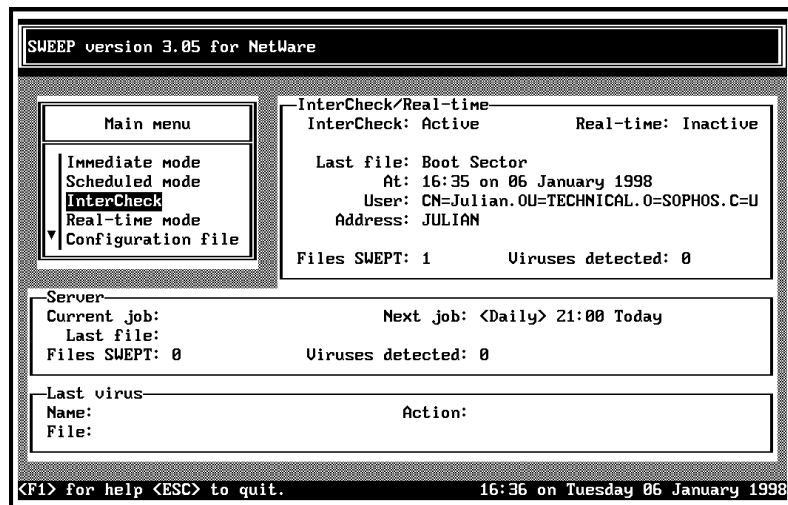 SWEEP version 3.05 for NetWare
Main menu
Immediate mode
Scheduled mode
InterCheck
Real-time mode
Configuration file
InterCheck/Real-time
InterCheck: Active Real-time: Inactive
Last file: Boot Sector
At: 16:35 on 06 January 1998
User: CN=Julian.OU=TECHNICAL.O=SOPHOS.C=U
Address: JULIAN
Files SWEPT: 1 Viruses detected: 0
Server
Current job: Next job: <Daily> 21:00 Today
Last file:
Files SWEPT: 0 Viruses detected: 0
Last virus
Name: Action:
File:
<F1> for help <ESC> to quit. 16:36 on Tuesday 06 January 1998